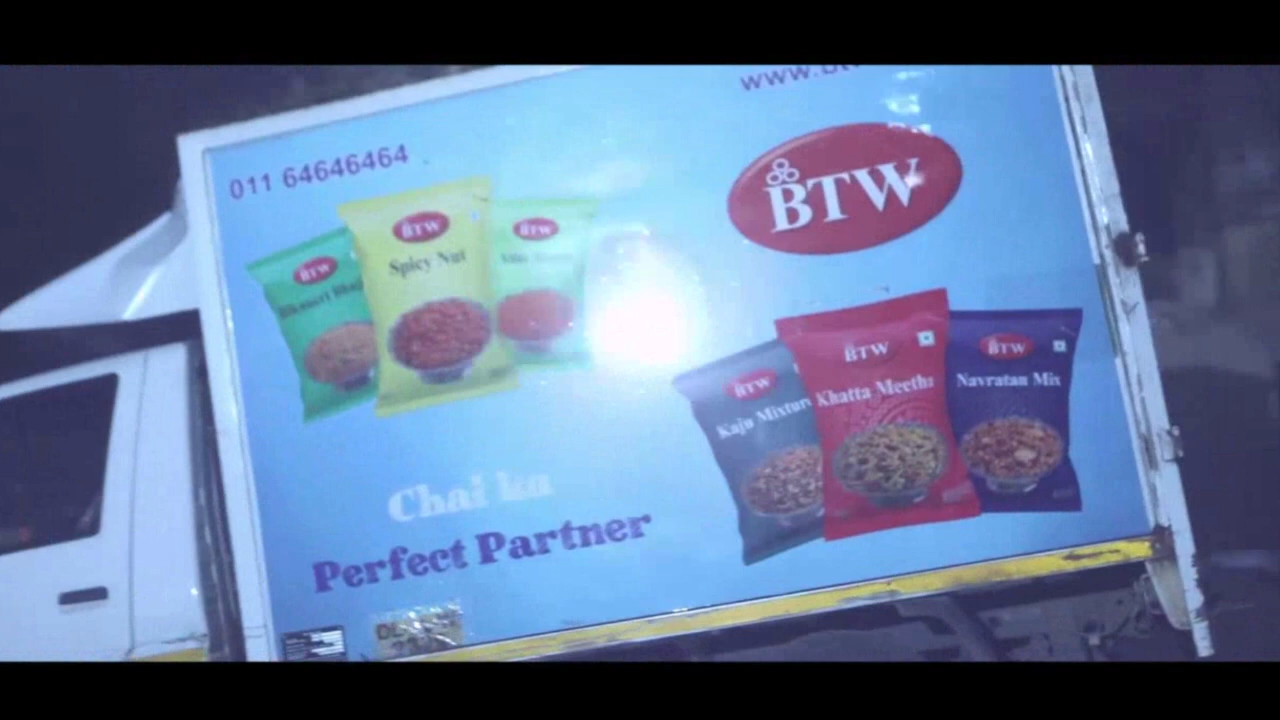 www.
011 64646464
BTW
BTW
Spicy Nut
BTW
BTW
BTW
Khatta Meetha
BTW
Navratan Mix
BTW
Kaju Mixture
Chai ka
Perfect Partner